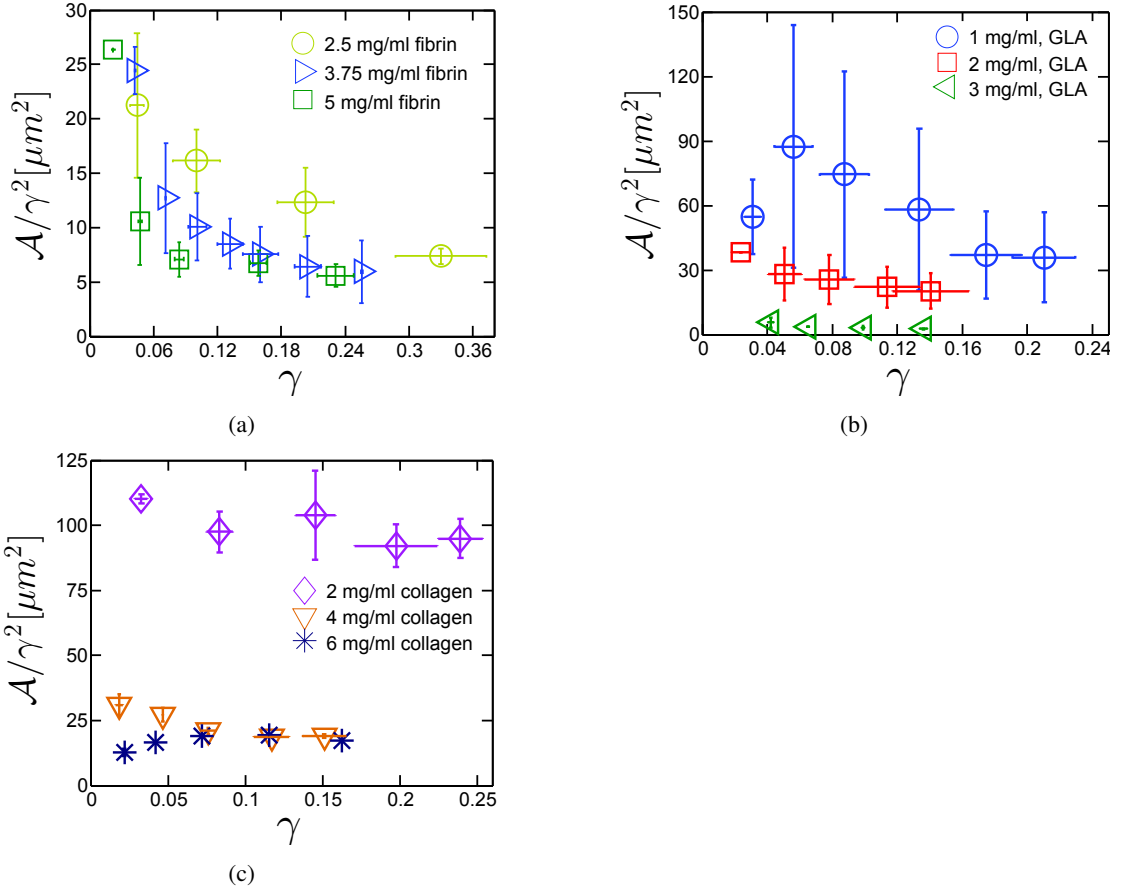 30
25
20
15
10
5
0
0
0.06
0.12
0.18
0.24
0.3
0.36
2.5 mg/ml fibrin
3.75 mg/ml fibrin
5 mg/ml fibrin
𝒜/γ² [μm²]
γ
(a)
150
120
90
60
30
0
0
0.04
0.08
0.12
0.16
0.2
0.24
1 mg/ml, GLA
2 mg/ml, GLA
3 mg/ml, GLA
𝒜/γ² [μm²]
γ
(b)
125
100
75
50
25
0
0
0.05
0.1
0.15
0.2
0.25
2 mg/ml collagen
4 mg/ml collagen
6 mg/ml collagen
𝒜/γ² [μm²]
γ
(c)